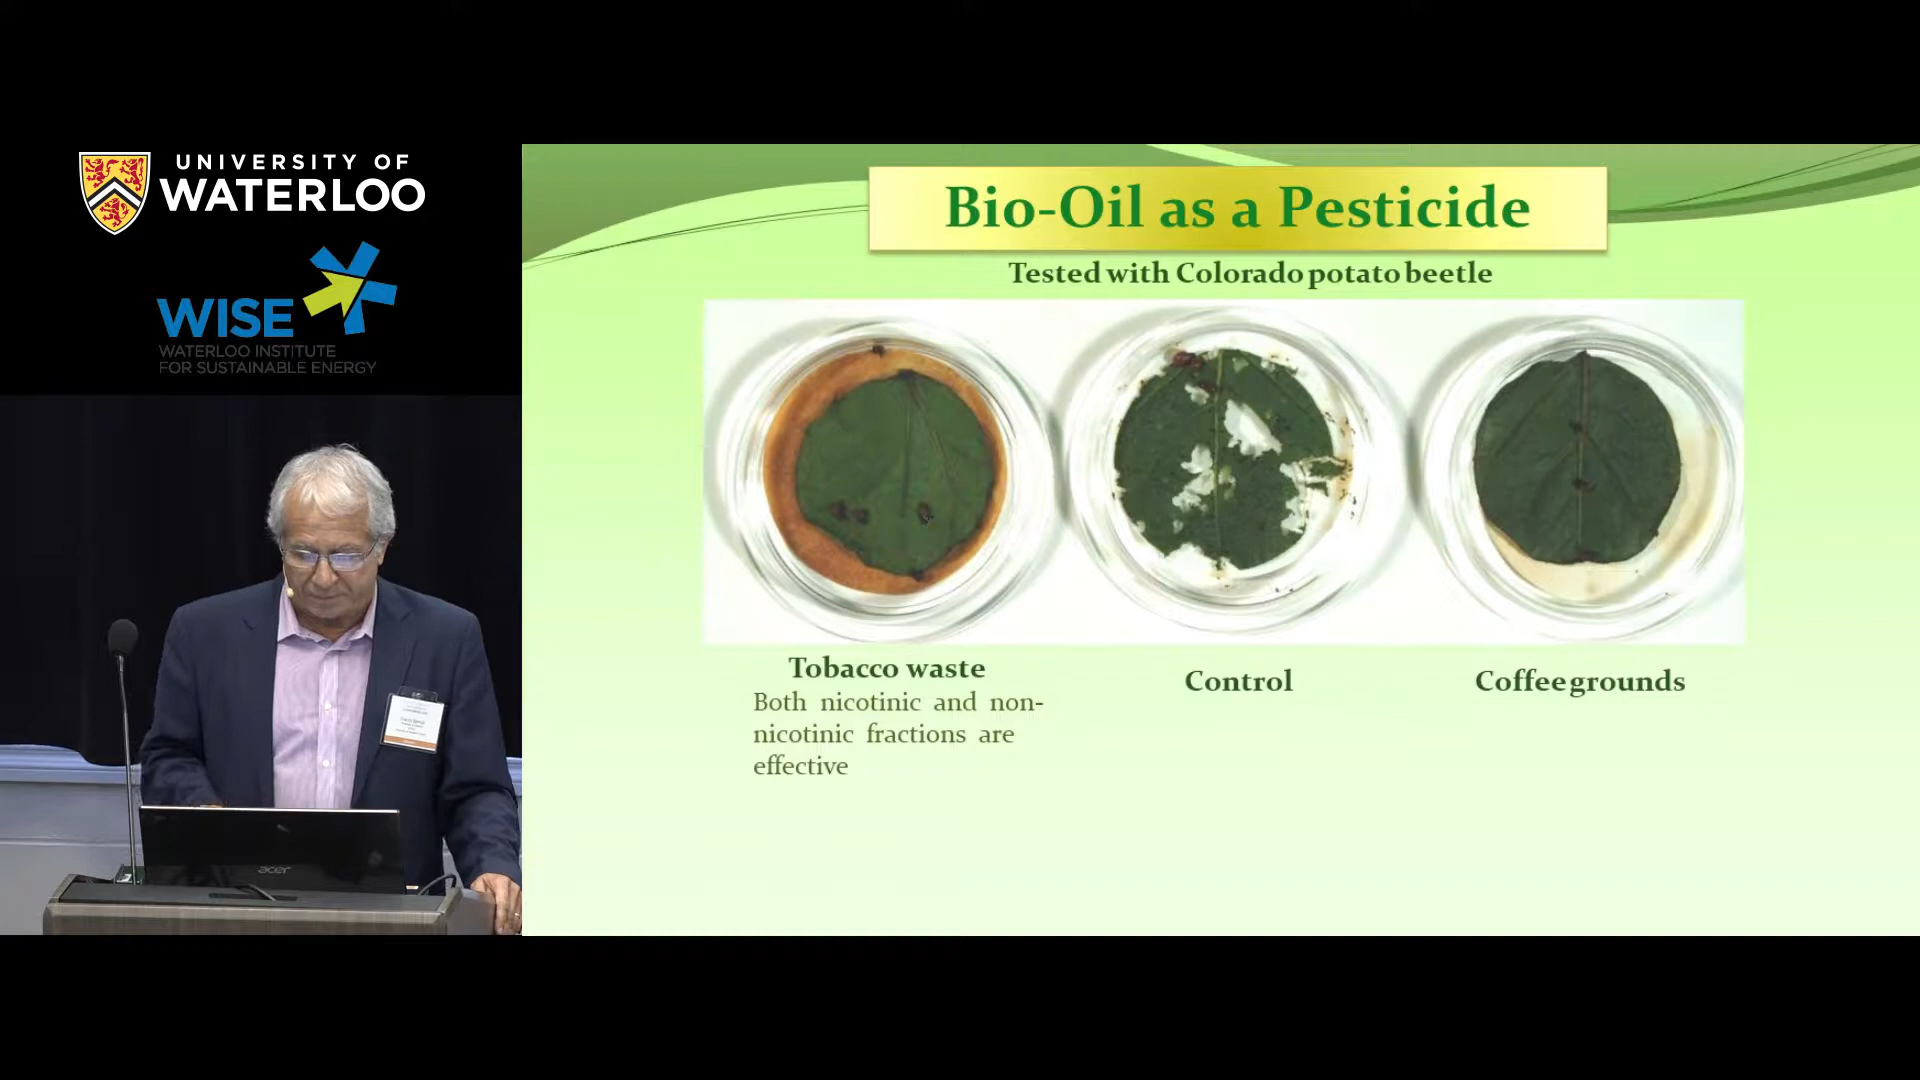 UNIVERSITY OF
WATERLOO
WISE
WATERLOO INSTITUTE
FOR SUSTAINABLE ENERGY
acer
Bio-Oil as a Pesticide
Tested with Colorado potato beetle
Tobacco waste
Both nicotinic and non-
nicotinic fractions are
effective
Control
Coffee grounds